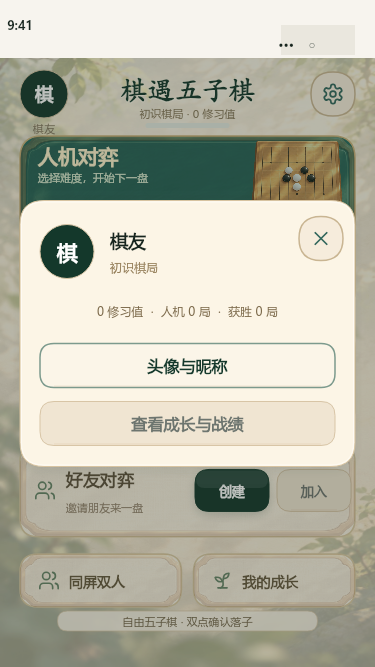 9:41
棋
棋遇五子棋
初识棋局 · 0 修习值
棋友
人机对弈
选择难度，开始下一盘
棋
棋友
初识棋局
0 修习值 · 人机 0 局 · 获胜 0 局
头像与昵称
查看成长与战绩
好友对弈
邀请朋友来一盘
创建
加入
同屏双人
我的成长
自由五子棋 · 双点确认落子